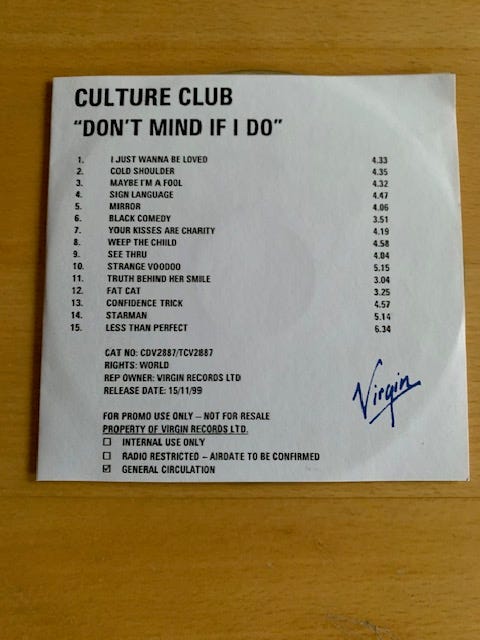 CULTURE CLUB
"DON'T MIND IF I DO"
1. I JUST WANNA BE LOVED 4.33
2. COLD SHOULDER 4.35
3. MAYBE I'M A FOOL 4.32
4. SIGN LANGUAGE 4.47
5. MIRROR 4.06
6. BLACK COMEDY 3.51
7. YOUR KISSES ARE CHARITY 4.19
8. WEEP THE CHIILD 4.58
9. SEE THRU 4.04
10. STRANGE VOODOO 5.15
11. TRUTH BEHIND HER SMILE 3.04
12. FAT CAT 3.25
13. CONFIDENCE TRICK 4.57
14. STARMAN 5.14
15. LESS THAN PERFECT 6.34
CAT NO: CDV2887/TCV2887
RIGHTS: WORLD
REP OWNER: VIRGIN RECORDS LTD
RELEASE DATE: 15/11/99
Virgin
FOR PROMO USE ONLY – NOT FOR RESALE
PROPERTY OF VIRGIN RECORDS LTD.
☐ INTERNAL USE ONLY
☐ RADIO RESTRICTED – AIRDATE TO BE CONFIRMED
☑ GENERAL CIRCULATION